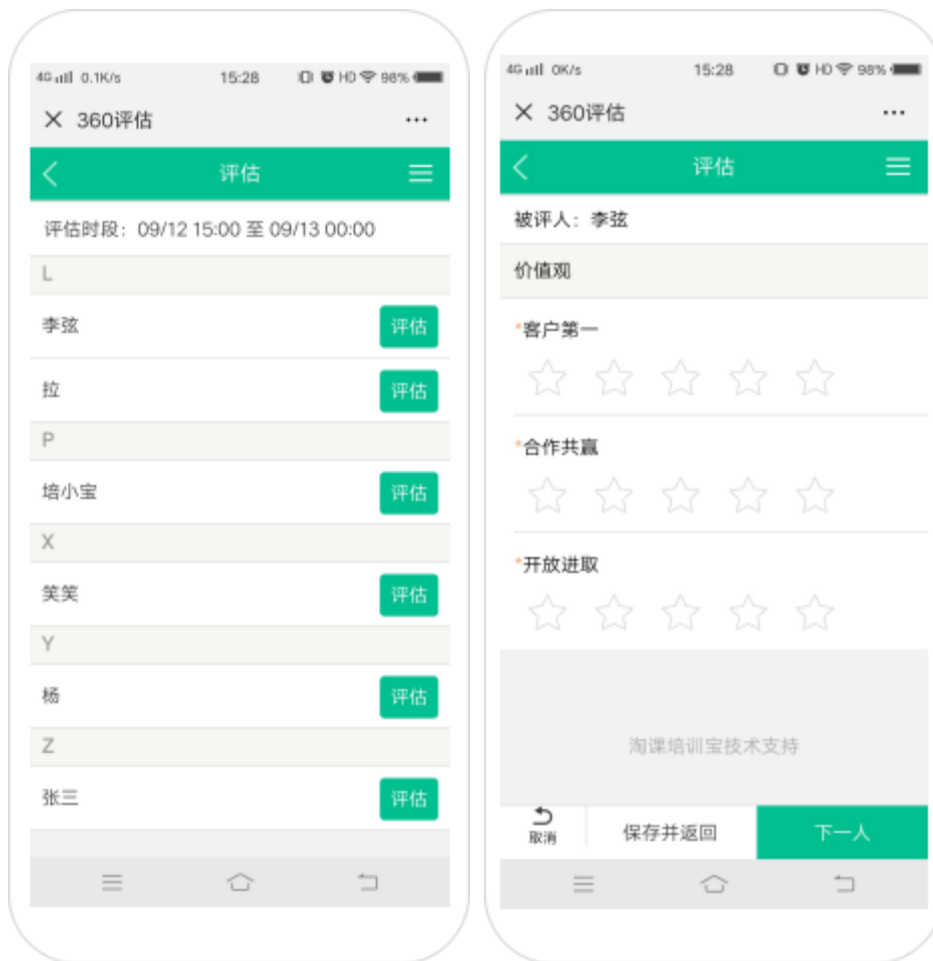 4G 0.1K/s 15:28 HD 98%
360评估
评估
评估时段：09/12 15:00 至 09/13 00:00
L
李弦 评估
拉 评估
P
培小宝 评估
X
笑笑 评估
Y
杨 评估
Z
张三 评估
4G 0K/s 15:28 HD 98%
360评估
评估
被评人：李弦
价值观
*客户第一
*合作共赢
*开放进取
淘课培训宝技术支持
取消 保存并返回 下一人